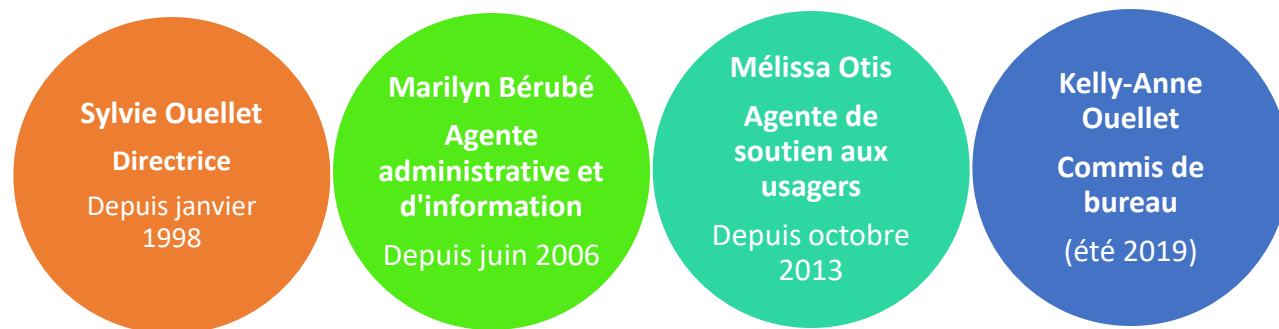 Sylvie Ouellet
Directrice
Depuis janvier
1998
Marilyn Bérubé
Agente
administrative et
d'information
Depuis juin 2006
Mélissa Otis
Agente de
soutien aux
usagers
Depuis octobre
2013
Kelly-Anne
Ouellet
Commis de
bureau
(été 2019)